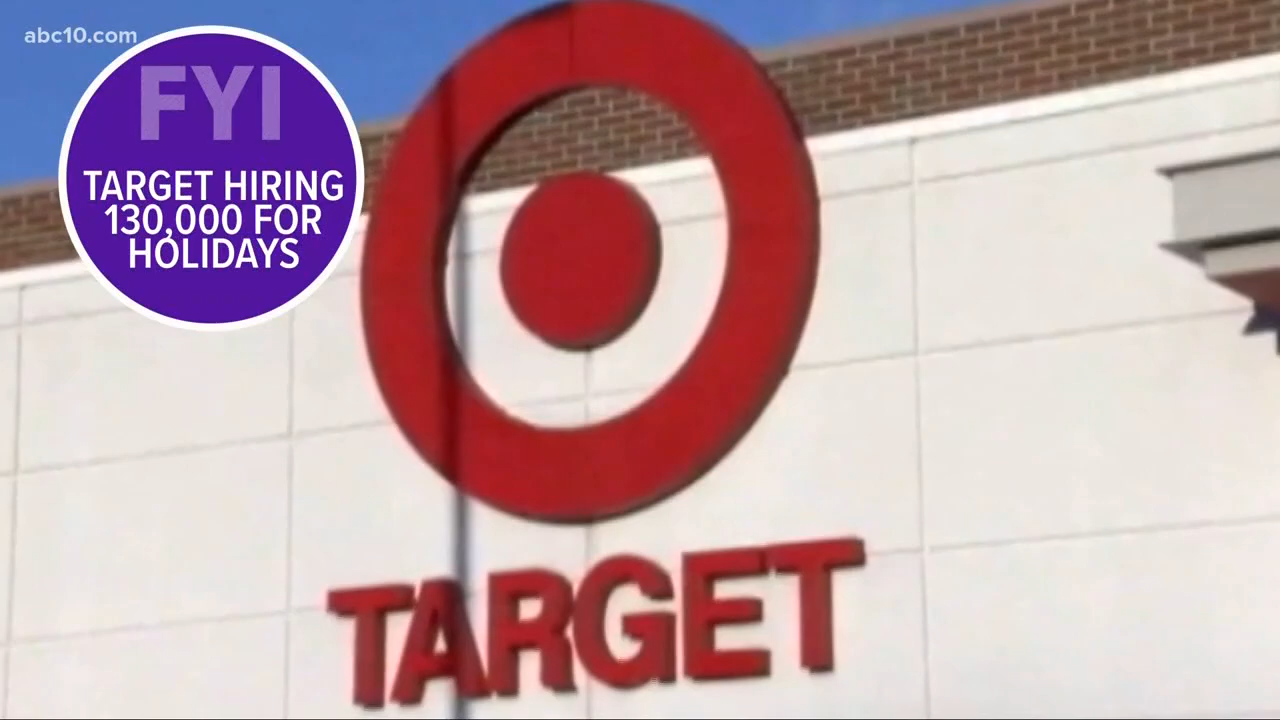 abc10.com
FYI
TARGET HIRING
130,000 FOR
HOLIDAYS
TARGET